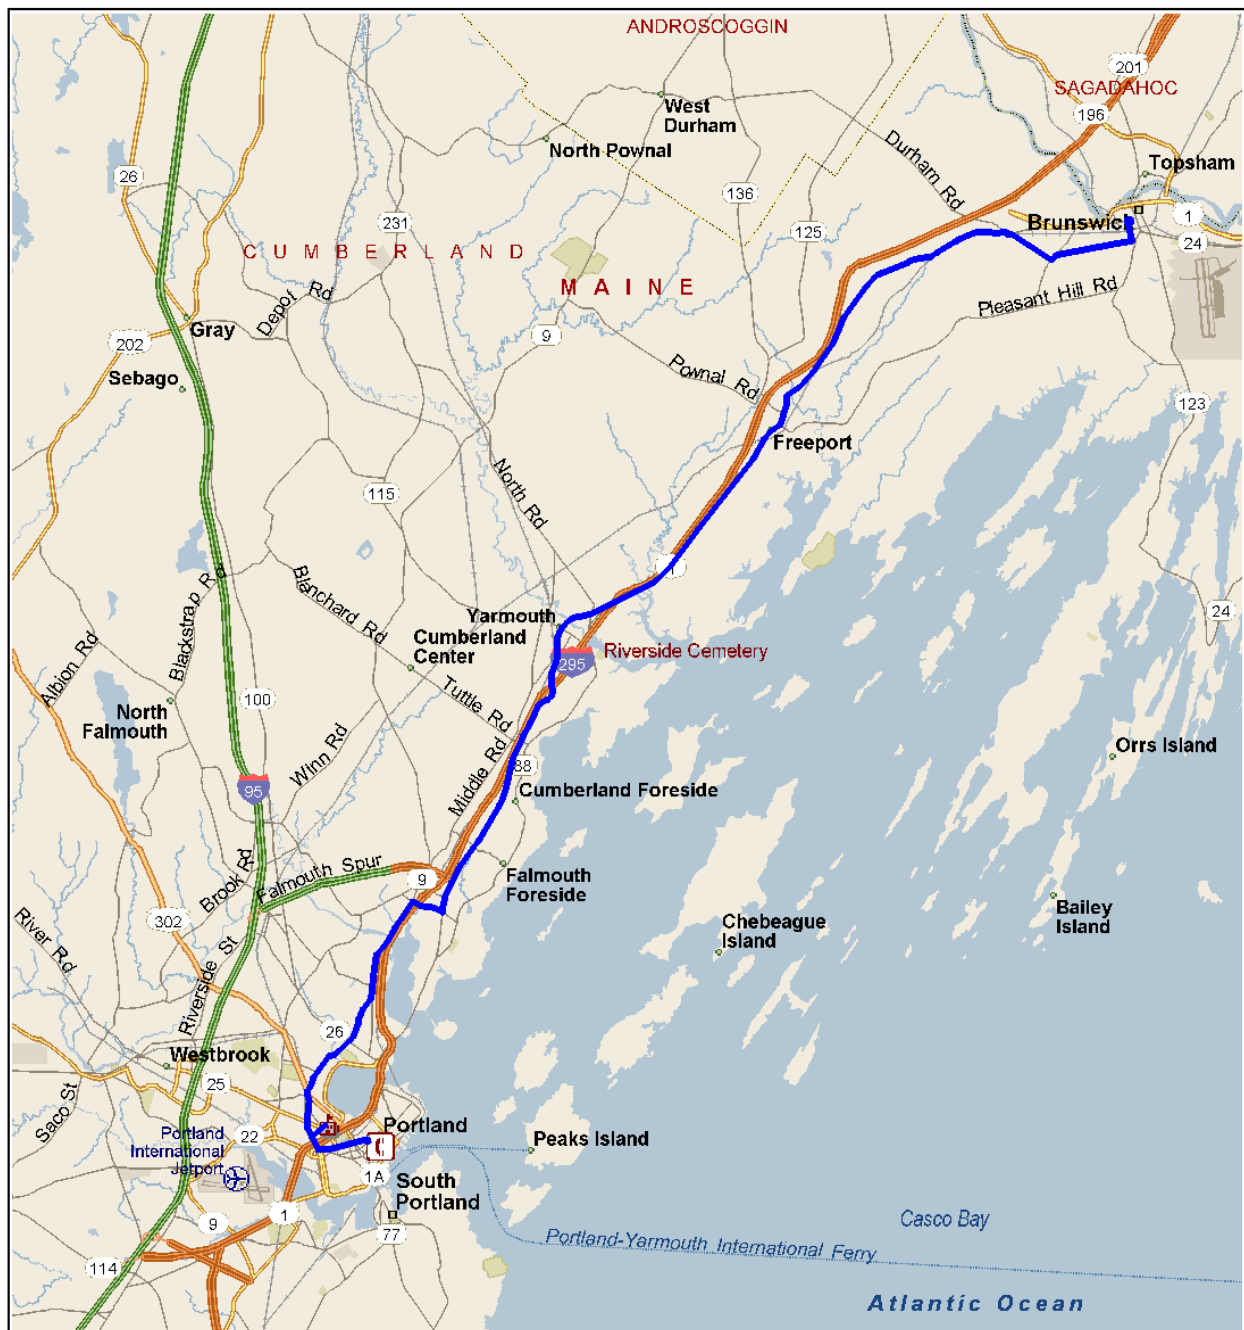 ANDROSCOGGIN
201
SAGADAHOC
196
West
Durham
North Pownal
Durham Rd
Topsham
26
136
231
125
Brunswick
1
24
CUMBERLAND
MAINE
Depot Rd
Pleasant Hill Rd
Gray
202
9
Sebago
Pownal Rd
123
Freeport
North Rd
115
1
Blanchard Rd
Blackstrap Rd
Yarmouth
24
Cumberland
Center
295
Riverside Cemetery
Albion Rd
Tuttle Rd
100
North
Falmouth
Winn Rd
Middle Rd
Orrs Island
88
95
Cumberland Foreside
Brook Rd
Falmouth Spur
9
Falmouth
Foreside
302
Bailey
Island
Chebeague
Island
River Rd
Riverside St
26
Westbrook
25
Saco St
Portland
International
Jetport
22
Portland
Peaks Island
1A
South
Portland
9
1
77
Casco Bay
Portland-Yarmouth International Ferry
114
Atlantic Ocean